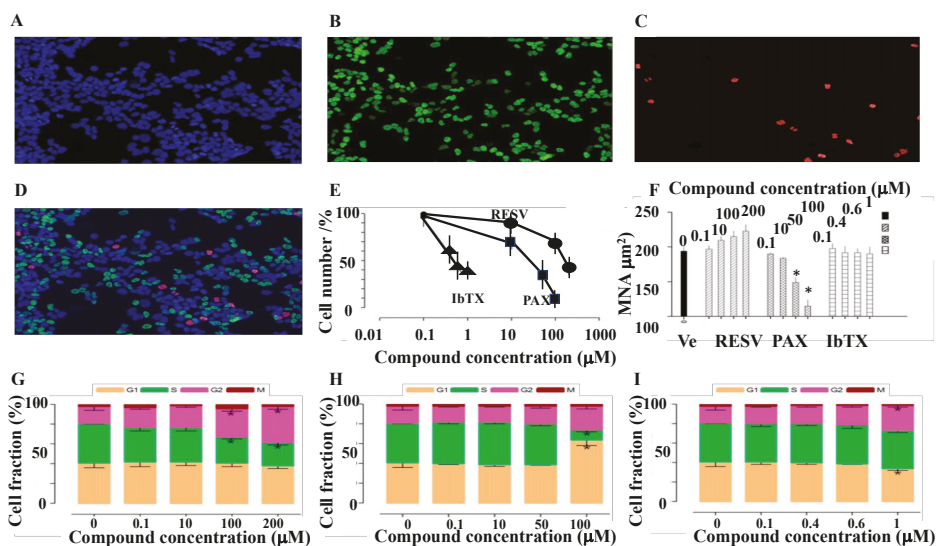 A
B
C
D
E
Cell number /%
100
50
0
RESV
IbTX
PAX
0.01
0.1
1
10
100
1000
Compound concentration (µM)
F
Compound concentration (µM)
MNA µm²)
250
200
150
100
0
0.1
10
100
200
0.1
10
50
100
0.1
0.4
0.6
1
*
*
Ve
RESV
PAX
IbTX
G
G1 S G2 M
Cell fraction (%)
100
50
0
* *
* *
0 0.1 10 100 200
Compound concentration (µM)
H
G1 S G2 M
Cell fraction (%)
100
50
0
*
*
0 0.1 10 50 100
Compound concentration (µM)
I
G1 S G2 M
Cell fraction (%)
100
50
0
*
*
0 0.1 0.4 0.6 1
Compound concentration (µM)